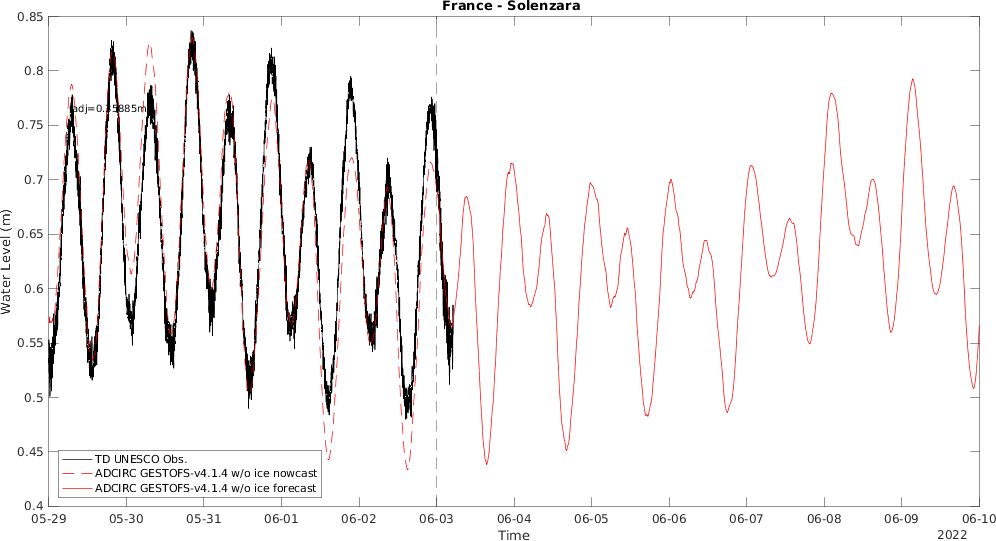 France - Solenzara
0.85
0.8
0.75
0.7
0.65
0.6
0.55
0.5
0.45
0.4
Water Level (m)
adj=0.35885m
TD UNESCO Obs.
ADCIRC GESTOFS-v4.1.4 w/o ice nowcast
ADCIRC GESTOFS-v4.1.4 w/o ice forecast
05-29 05-30 05-31 06-01 06-02 06-03 06-04 06-05 06-06 06-07 06-08 06-09 06-10
Time
2022